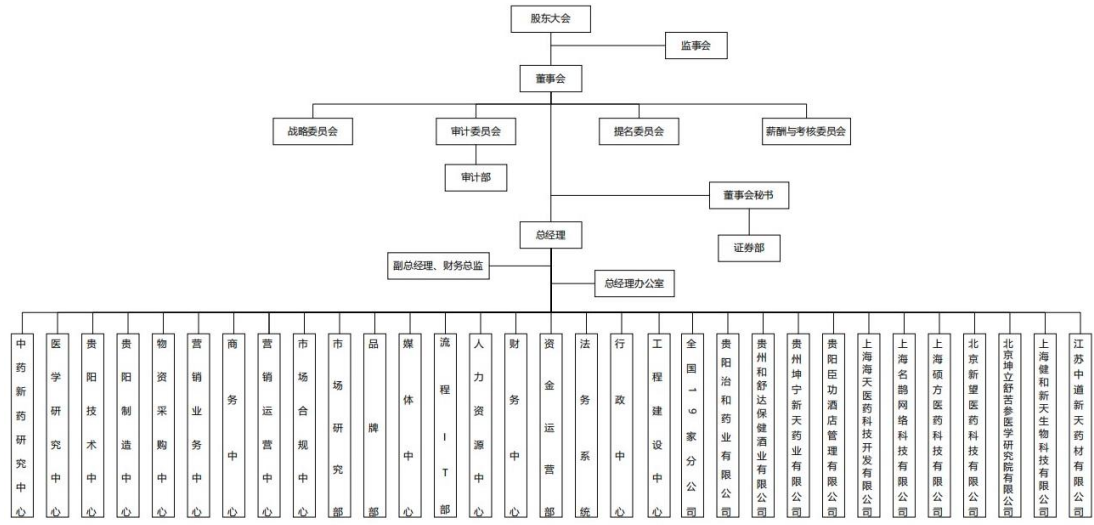 股东大会
监事会
董事会
战略委员会
审计委员会
提名委员会
薪酬与考核委员会
审计部
董事会秘书
证券部
总经理
副总经理、财务总监
总经理办公室
中药新药研究中心
医学研究中心
贵阳技术中心
贵阳制造中心
物资采购中心
营销业务中心
商务中心
营销运营中心
市场合规中心
市场研究部
品牌部
媒体中心
流程IT部
人力资源中心
财务中心
资金运营部
法务系统
行政中心
工程建设中心
全国19家分公司
贵阳治和药业有限公司
贵州和舒达保健酒业有限公司
贵州坤宁新天药业有限公司
贵阳臣功酒店管理有限公司
上海海天医药科技开发有限公司
上海名鹊网络科技有限公司
上海硕方医药科技有限公司
北京新望医药科技有限公司
北京坤立舒苦参医学研究院有限公司
上海健和新天生物科技有限公司
江苏中道新天药材有限公司